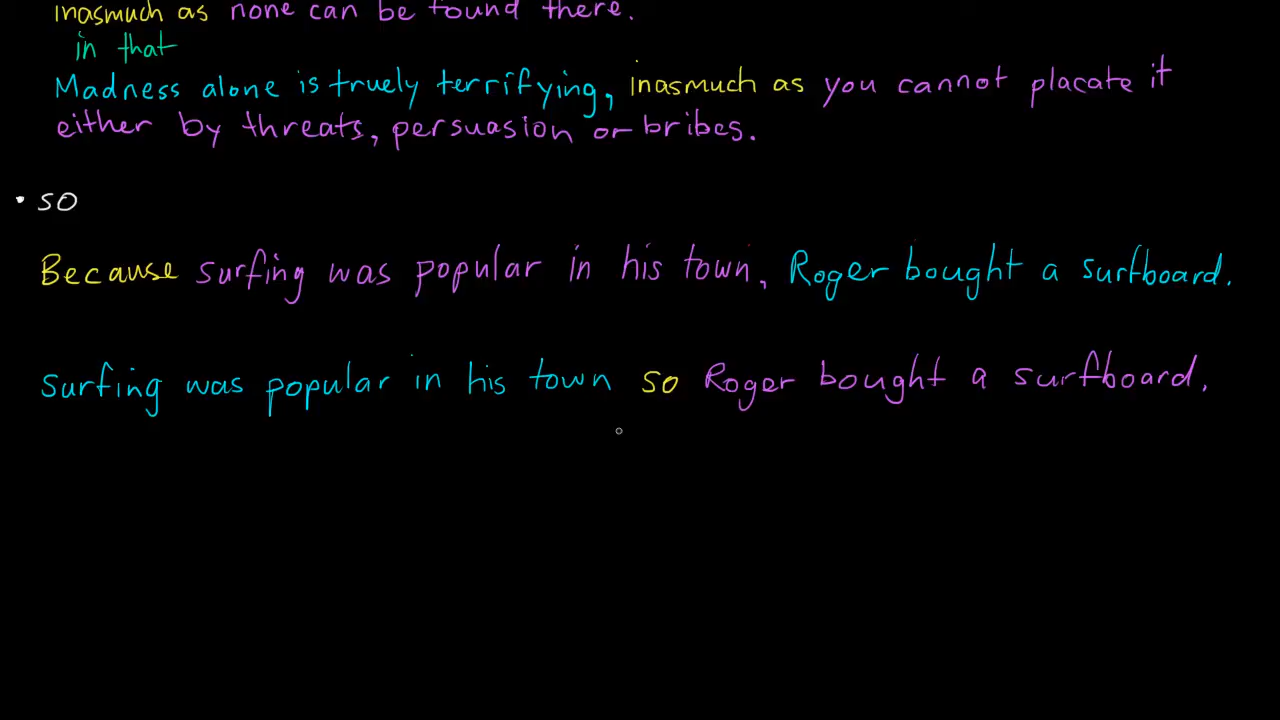 inasmuch as none can be found there.
in that
Madness alone is truely terrifying, inasmuch as you cannot placate it
either by threats, persuasion or bribes.
• so
Because surfing was popular in his town, Roger bought a surfboard.
Surfing was popular in his town so Roger bought a surfboard.